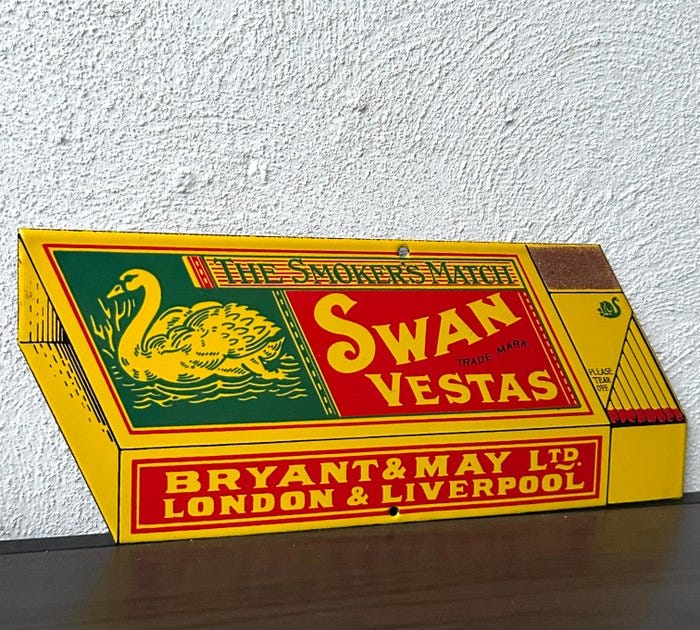 THE SMOKER'S MATCH
SWAN
TRADE MARK
VESTAS
PLEASE
TEAR
OFF
BRYANT & MAY LTD.
LONDON & LIVERPOOL